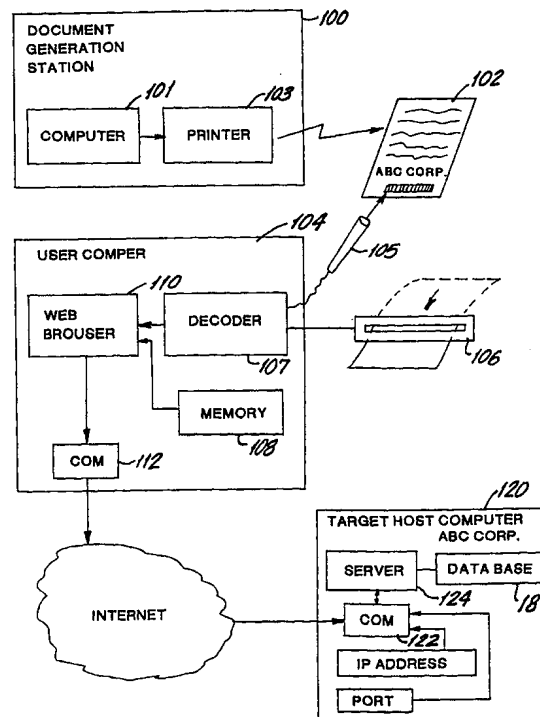 100
DOCUMENT
GENERATION
STATION
101
103
COMPUTER
PRINTER
102
ABC CORP.
104
USER COMPER
105
110
WEB
BROUSER
DECODER
107
106
MEMORY
108
COM
112
INTERNET
120
TARGET HOST COMPUTER
ABC CORP.
SERVER
DATA BASE
124
18
COM
122
IP ADDRESS
PORT